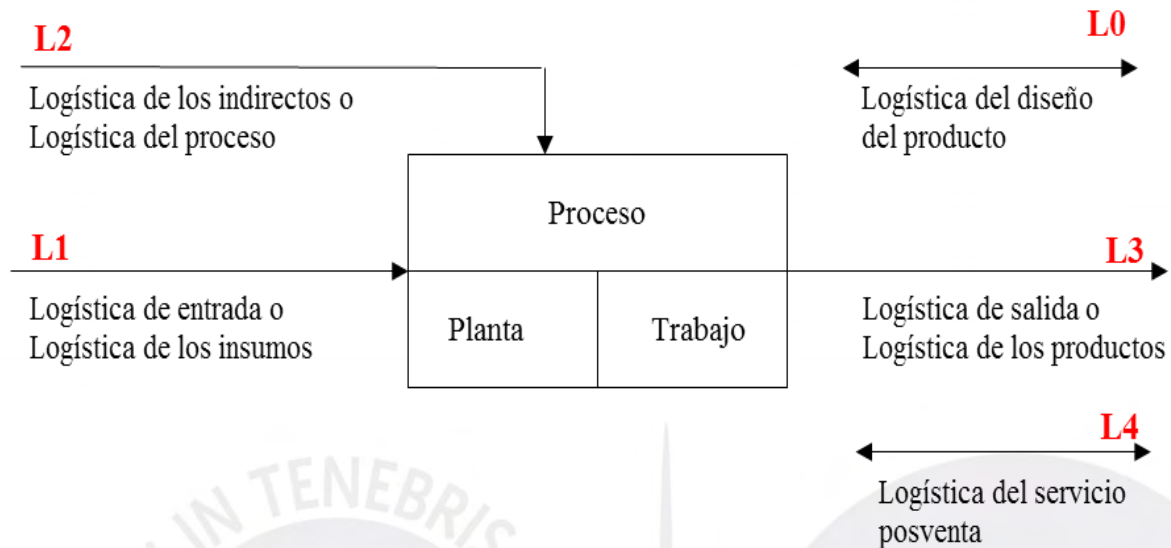 L2
Logística de los indirectos o
Logística del proceso
L0
Logística del diseño
del producto
Proceso
L1
Logística de entrada o
Logística de los insumos
Planta
Trabajo
L3
Logística de salida o
Logística de los productos
L4
Logística del servicio
posventa
IN TENEBRIS